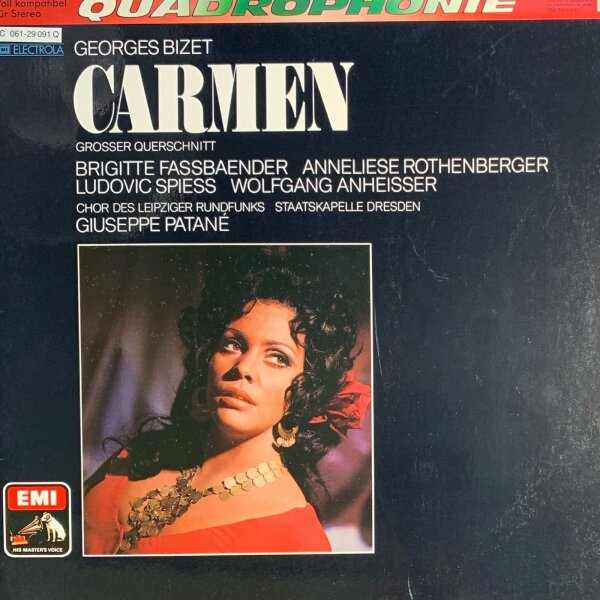 Voll kompatibel
für Stereo
QUADROPHONIE
C 061-29 091 Q
EMI ELECTROLA
GEORGES BIZET
CARMEN
GROSSER QUERSCHNITT
BRIGITTE FASSBAENDER ANNELIESE ROTHENBERGER
LUDOVIC SPIESS WOLFGANG ANHEISSER
CHOR DES LEIPZIGER RUNDFUNKS STAATSKAPELLE DRESDEN
GIUSEPPE PATANÉ
EMI
HIS MASTER'S VOICE